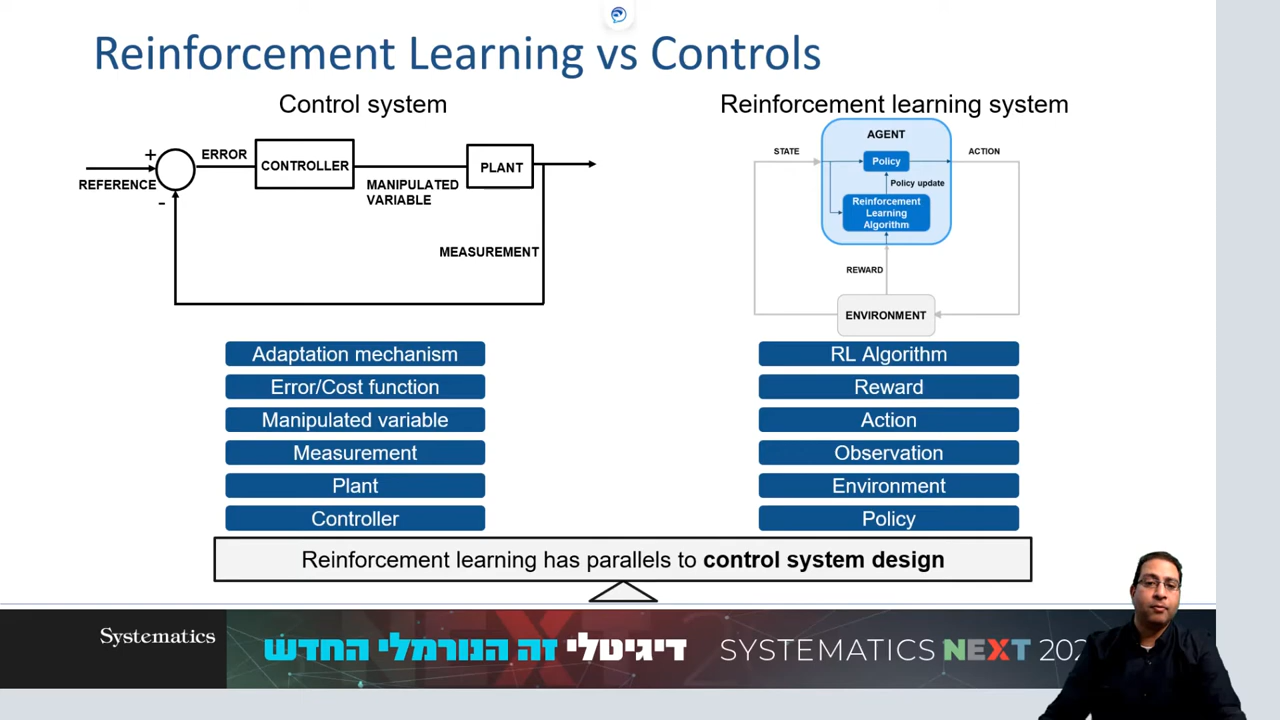 Reinforcement Learning vs Controls
Control system
+
REFERENCE
-
ERROR
CONTROLLER
MANIPULATED
VARIABLE
PLANT
MEASUREMENT
Reinforcement learning system
AGENT
STATE
Policy
ACTION
Policy update
Reinforcement
Learning
Algorithm
REWARD
ENVIRONMENT
Adaptation mechanism
Error/Cost function
Manipulated variable
Measurement
Plant
Controller
RL Algorithm
Reward
Action
Observation
Environment
Policy
Reinforcement learning has parallels to control system design
Systematics
דיגיטלי זה הנורמלי החדש
SYSTEMATICS NEXT 202